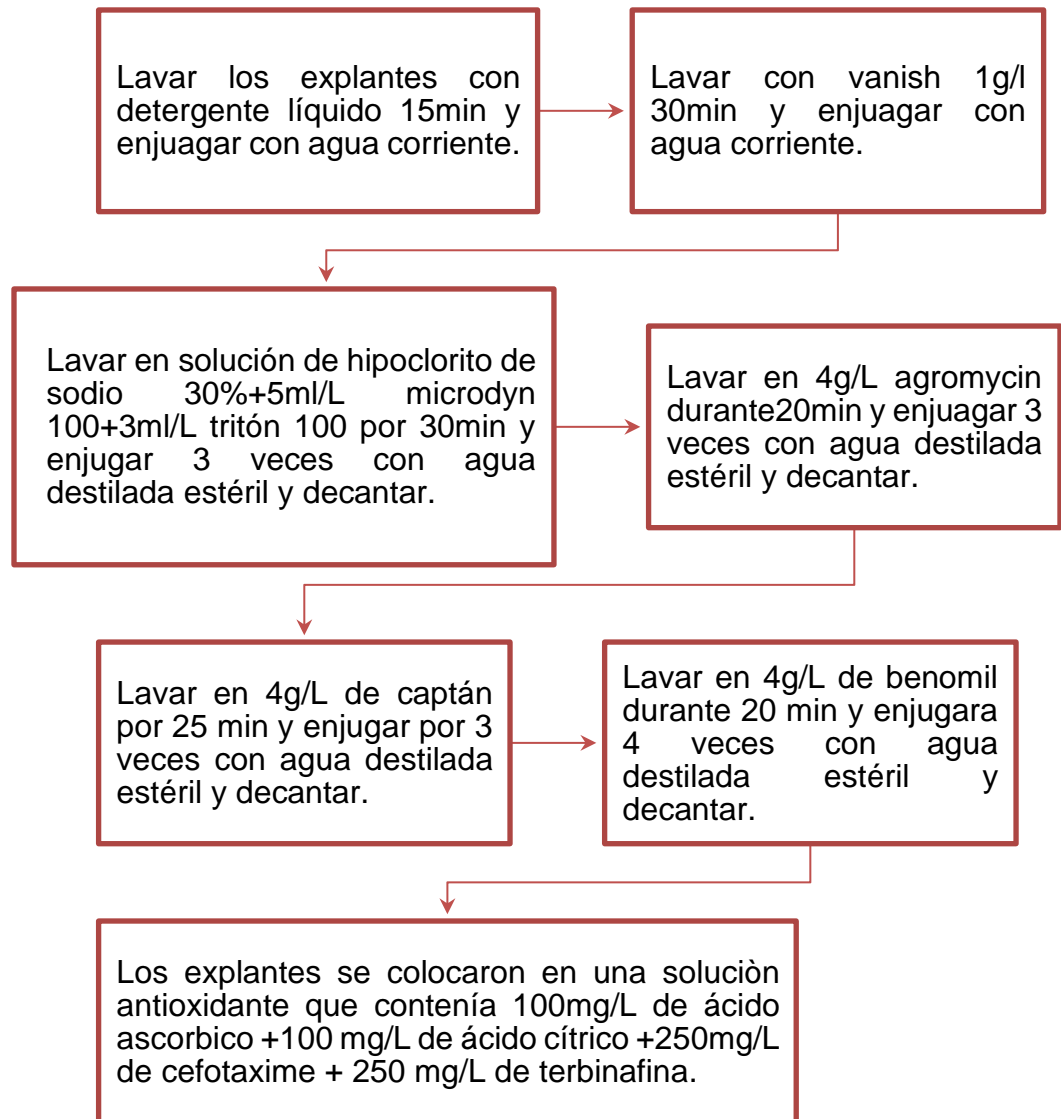 Lavar los explantes con
detergente líquido 15min y
enjuagar con agua corriente.
Lavar con vanish 1g/l
30min y enjuagar con
agua corriente.
Lavar en solución de hipoclorito de
sodio 30%+5ml/L microdyn
100+3ml/L tritón 100 por 30min y
enjugar 3 veces con agua
destilada estéril y decantar.
Lavar en 4g/L agromycin
durante20min y enjuagar 3
veces con agua destilada
estéril y decantar.
Lavar en 4g/L de captán
por 25 min y enjugar por 3
veces con agua destilada
estéril y decantar.
Lavar en 4g/L de benomil
durante 20 min y enjugara
4 veces con agua
destilada estéril y
decantar.
Los explantes se colocaron en una soluciòn
antioxidante que contenía 100mg/L de ácido
ascorbico +100 mg/L de ácido cítrico +250mg/L
de cefotaxime + 250 mg/L de terbinafina.